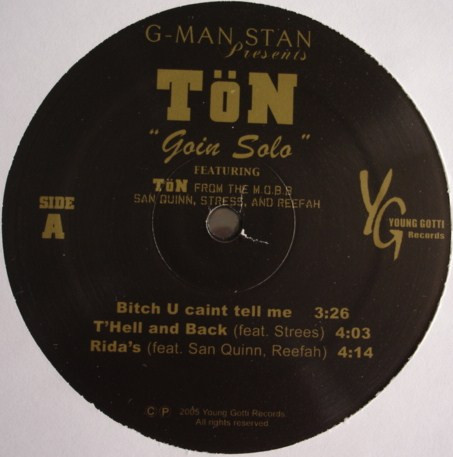 G-MAN STAN
Presents
TöN
"Goin Solo"
FEATURING
TöN FROM THE M.O.B.B
SAN QUINN, STRESS, AND REEFAH
SIDE
A
YG
YOUNG GOTTI
Records
Bitch U caint tell me 3:26
T'Hell and Back (feat. Strees) 4:03
Rida's (feat. San Quinn, Reefah) 4:14
C P 2005 Young Gotti Records
All rights reserved